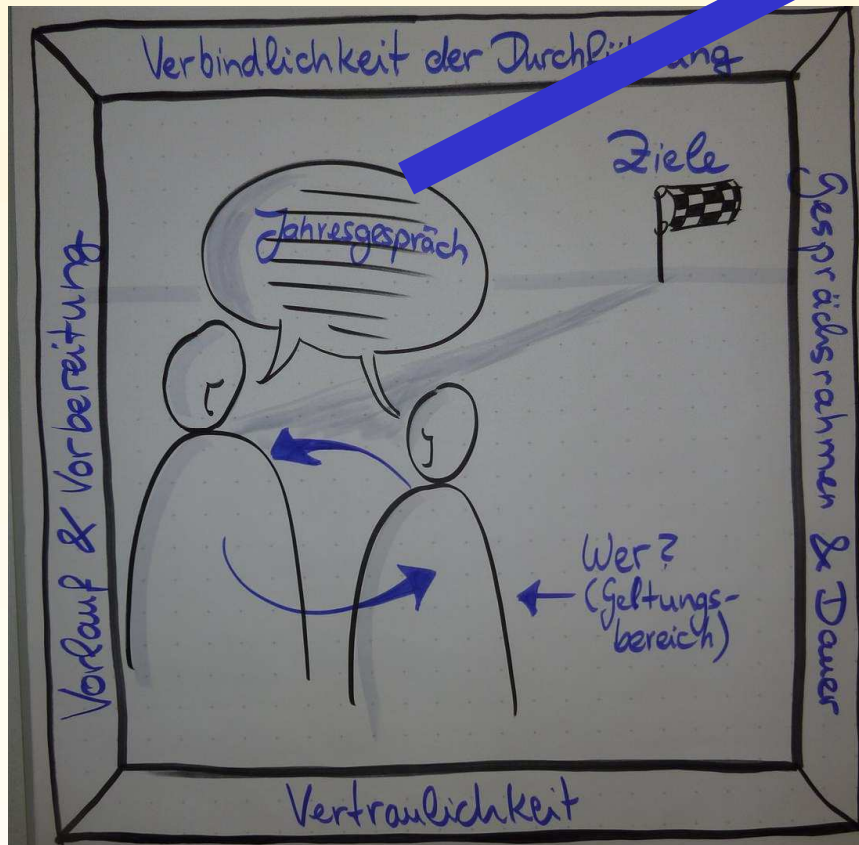 Verbindlichkeit der
Ziele
Jahresgespräch
Vorlauf & Vorbereitung
Gesprächsrahmen & Dauer
Wer?
(Geltungs-
bereich)
Vertraulichkeit